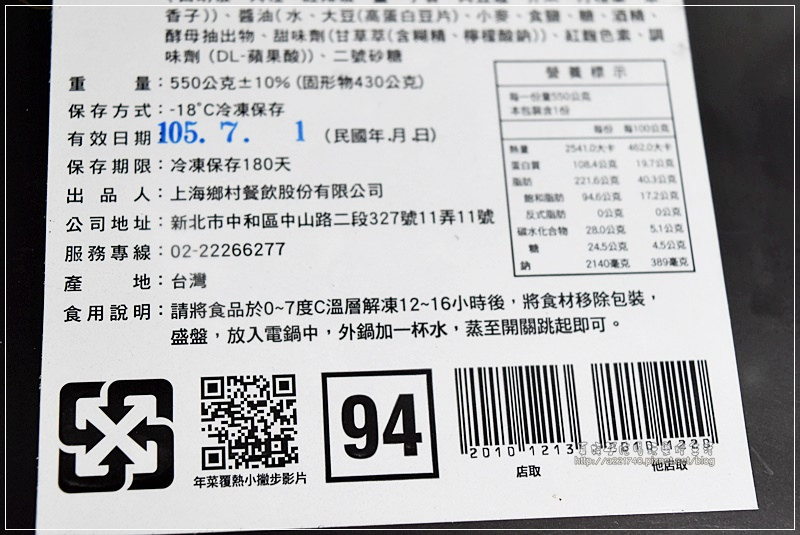 香子))、醬油(水、大豆(高蛋白豆片)、小麥、食鹽、糖、酒精、
酵母抽出物、甜味劑(甘草萃(含糊精、檸檬酸鈉))、紅麴色素、調
味劑 (DL-蘋果酸))、二號砂糖
重量：550公克±10% (固形物430公克)
保存方式：-18°C冷凍保存
有效日期：105. 7. 1 (民國年.月.日)
保存期限：冷凍保存180天
出品人：上海鄉村餐飲股份有限公司
公司地址：新北市中和區中山路二段327號11弄11號
服務專線：02-22266277
產地：台灣
食用說明：請將食品於0~7度C溫層解凍12~16小時後，將食材移除包裝，
盛盤，放入電鍋中，外鍋加一杯水，蒸至開關跳起即可。
營養標示
每一份量550公克
本包裝含1份
每份 每100公克
熱量 2541.0大卡 462.0大卡
蛋白質 108.4公克 19.7公克
脂肪 221.6公克 40.3公克
飽和脂肪 94.6公克 17.2公克
反式脂肪 0公克 0公克
碳水化合物 28.0公克 5.1公克
糖 24.5公克 4.5公克
鈉 2140毫克 389毫克
年菜覆熱小撇步影片
94
2010 1213
店取
他店取
http://a221740.pixnet.net/blog